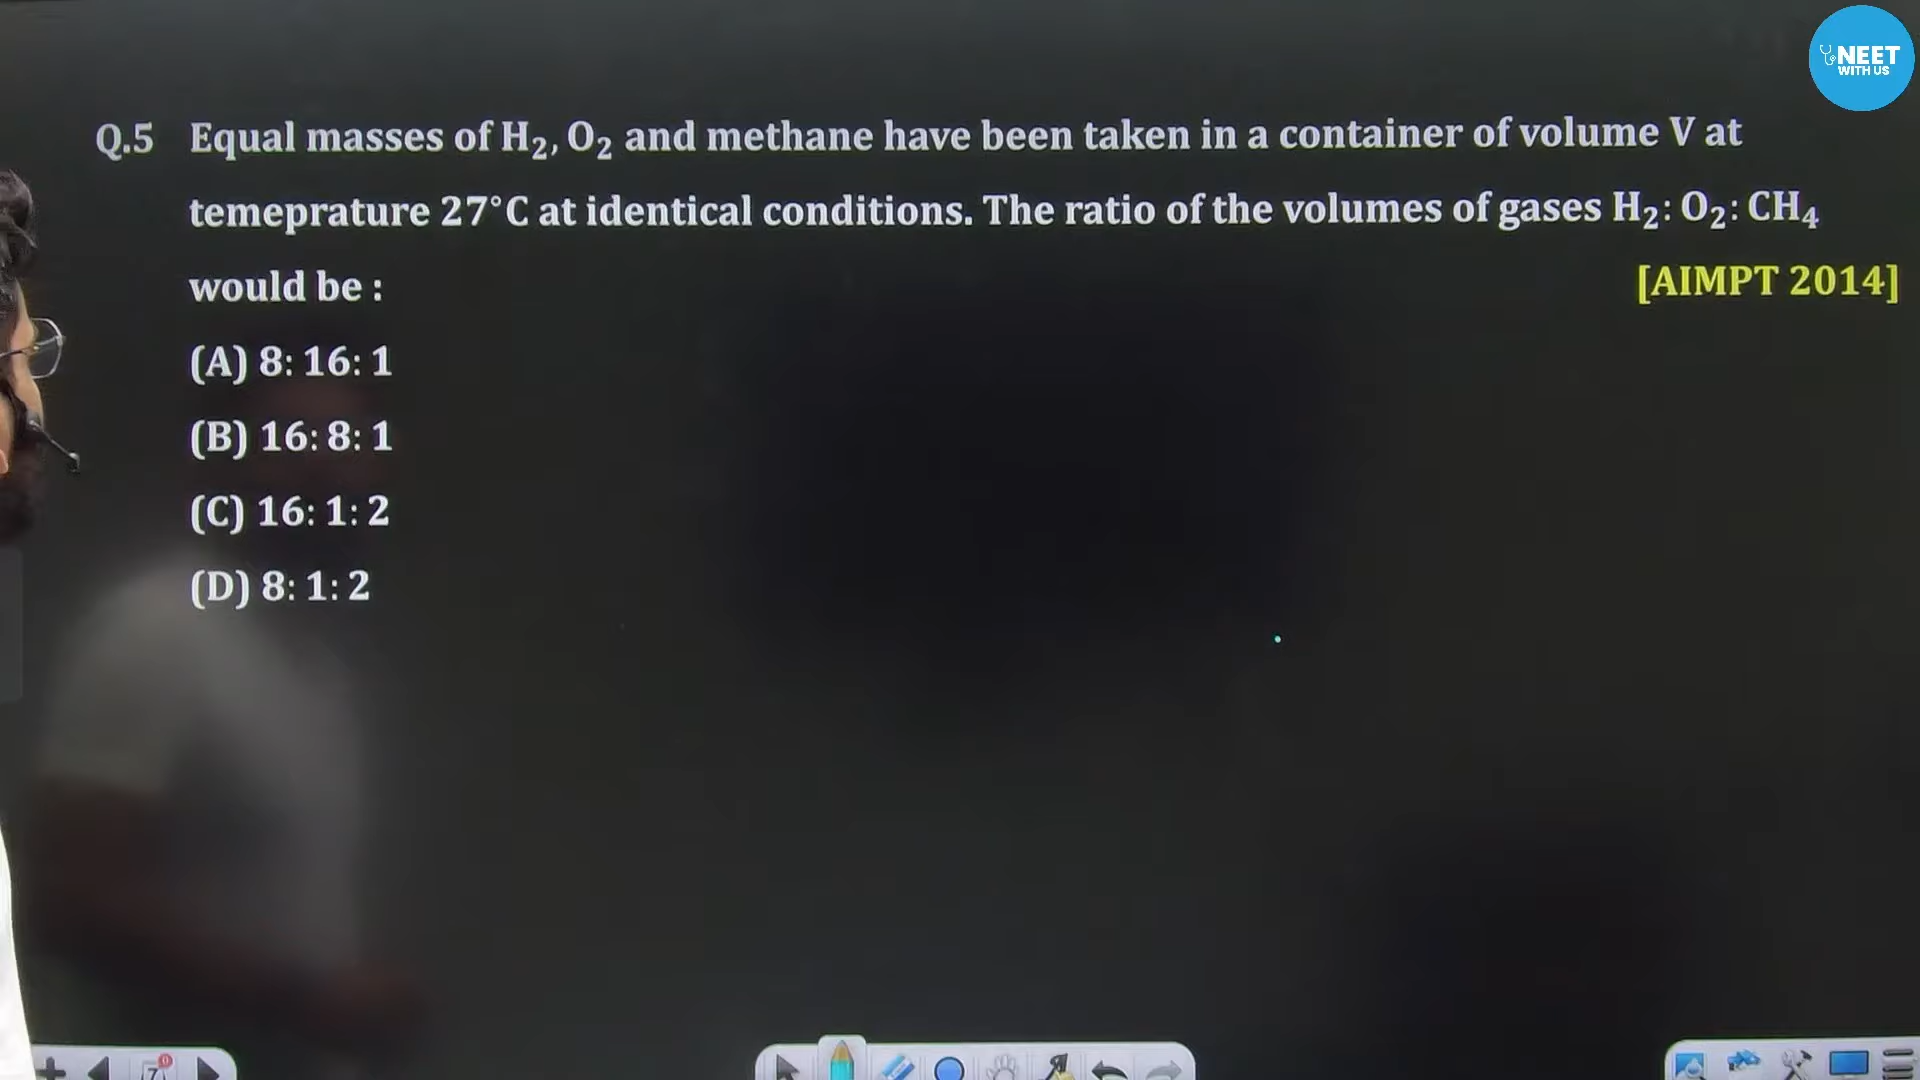 NEET
WITH US
Q.5 Equal masses of H₂, O₂ and methane have been taken in a container of volume V at
temeprature 27°C at identical conditions. The ratio of the volumes of gases H₂: O₂: CH₄
would be :
[AIMPT 2014]
(A) 8: 16: 1
(B) 16: 8: 1
(C) 16: 1: 2
(D) 8: 1: 2
7
0